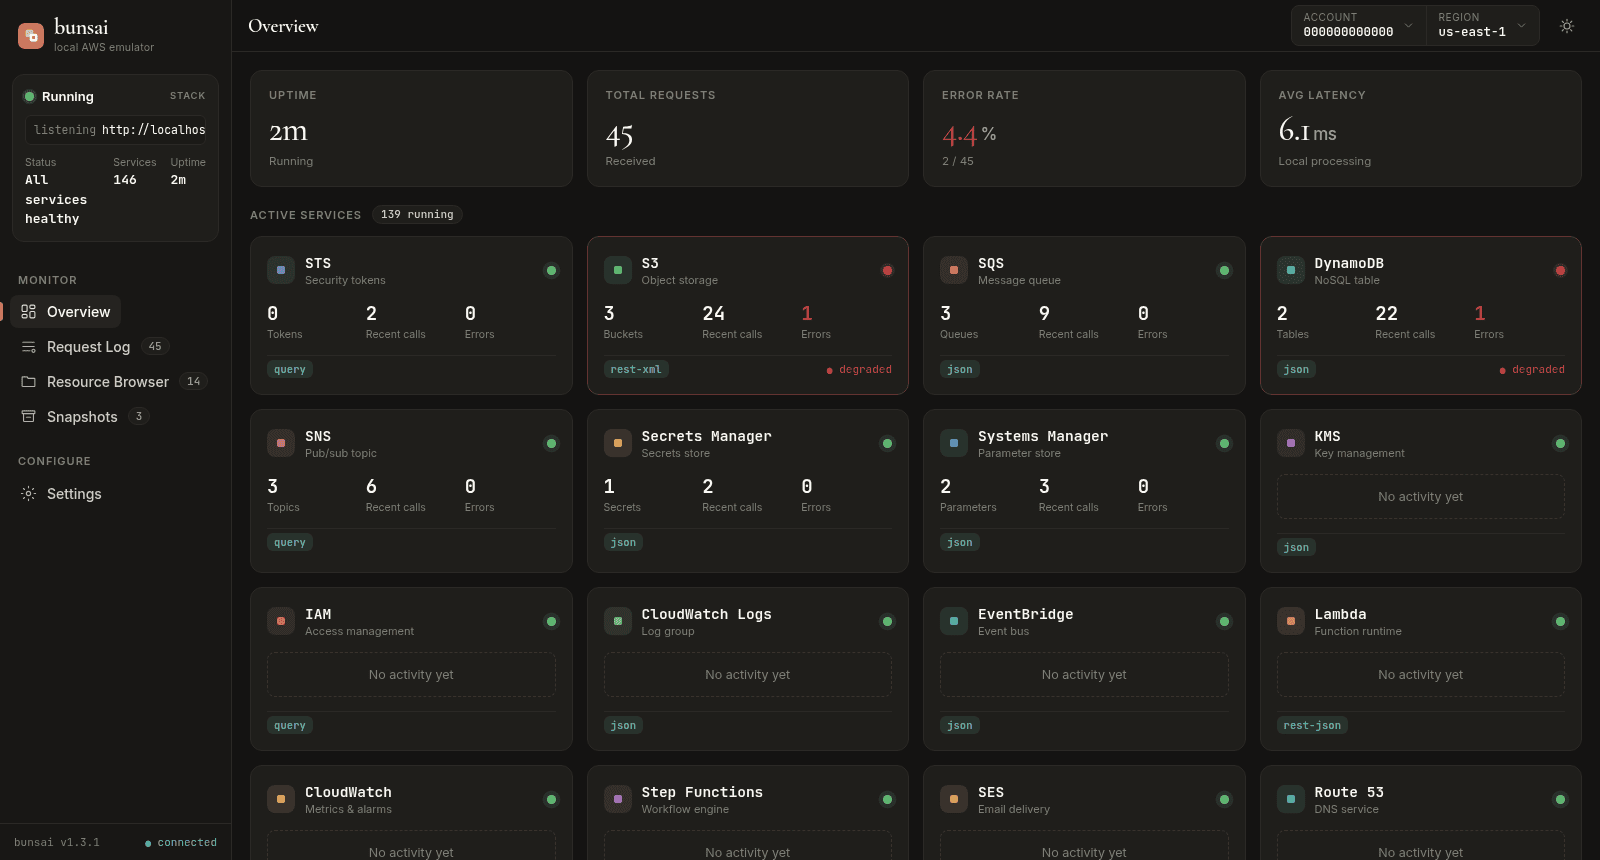 bunsai
local AWS emulator
Running
STACK
listening http://localhos
Status
Services
Uptime
All services healthy
146
2m
MONITOR
Overview
Request Log 45
Resource Browser 14
Snapshots 3
CONFIGURE
Settings
bunsai v1.3.1
connected
Overview
ACCOUNT
000000000000
REGION
us-east-1
UPTIME
2m
Running
TOTAL REQUESTS
45
Received
ERROR RATE
4.4 %
2 / 45
AVG LATENCY
6.1 ms
Local processing
ACTIVE SERVICES 139 running
STS
Security tokens
0 2 0
Tokens Recent calls Errors
query
S3
Object storage
3 24 1
Buckets Recent calls Errors
rest-xml degraded
SQS
Message queue
3 9 0
Queues Recent calls Errors
json
DynamoDB
NoSQL table
2 22 1
Tables Recent calls Errors
json degraded
SNS
Pub/sub topic
3 6 0
Topics Recent calls Errors
query
Secrets Manager
Secrets store
1 2 0
Secrets Recent calls Errors
json
Systems Manager
Parameter store
2 3 0
Parameters Recent calls Errors
json
KMS
Key management
No activity yet
json
IAM
Access management
No activity yet
query
CloudWatch Logs
Log group
No activity yet
json
EventBridge
Event bus
No activity yet
json
Lambda
Function runtime
No activity yet
rest-json
CloudWatch
Metrics & alarms
No activity yet
Step Functions
Workflow engine
No activity yet
SES
Email delivery
No activity yet
Route 53
DNS service
No activity yet